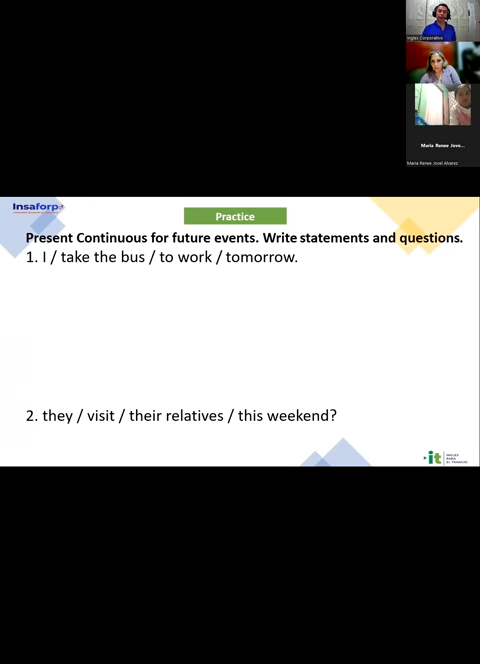 Ingles Corporativo
Maria Renee Jove...
Maria Renee Jovel Alvarez
Insaforp
Practice
Present Continuous for future events. Write statements and questions.
1. I / take the bus / to work / tomorrow.
2. they / visit / their relatives / this weekend?
it
INGLÉS
PARA
EL TRABAJO